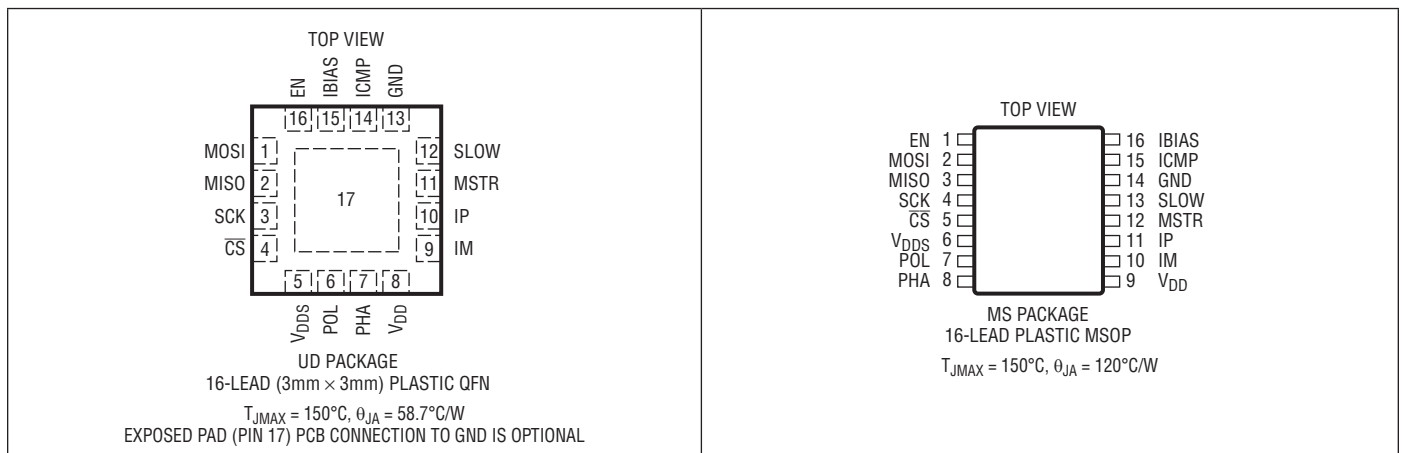 TOP VIEW
EN IBIAS ICMP GND
16 15 14 13
MOSI 1
MISO 2
SCK 3
CS 4
17
12 SLOW
11 MSTR
10 IP
9 IM
5 6 7 8
VDDS POL PHA VDD
UD PACKAGE
16-LEAD (3mm × 3mm) PLASTIC QFN
TJMAX = 150°C, θJA = 58.7°C/W
EXPOSED PAD (PIN 17) PCB CONNECTION TO GND IS OPTIONAL
TOP VIEW
EN 1
MOSI 2
MISO 3
SCK 4
CS 5
VDDS 6
POL 7
PHA 8
16 IBIAS
15 ICMP
14 GND
13 SLOW
12 MSTR
11 IP
10 IM
9 VDD
MS PACKAGE
16-LEAD PLASTIC MSOP
TJMAX = 150°C, θJA = 120°C/W